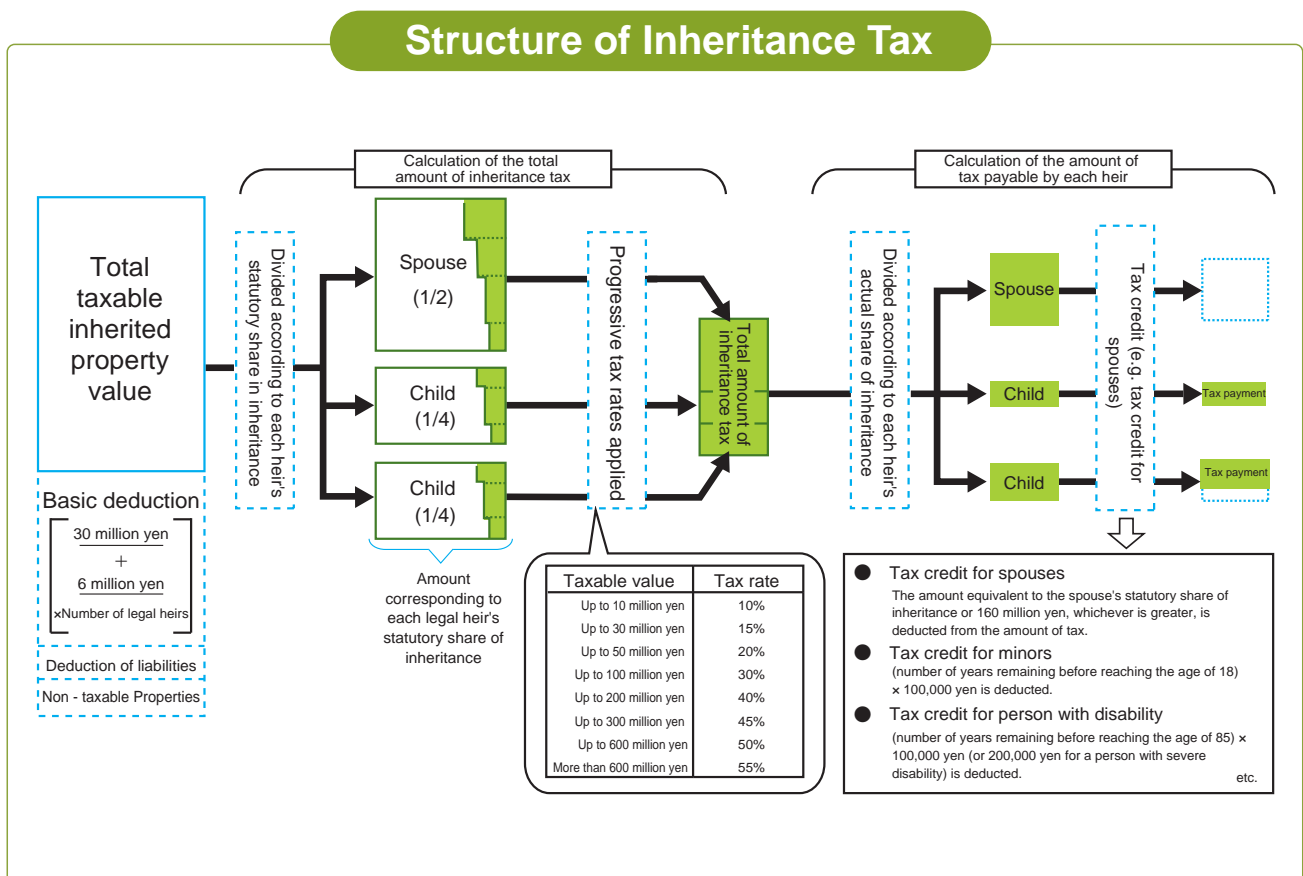 Structure of Inheritance Tax
Calculation of the total
amount of inheritance tax
Calculation of the amount of
tax payable by each heir
Total
taxable
inherited
property
value
Basic deduction
30 million yen
+
6 million yen
×Number of legal heirs
Deduction of liabilities
Non - taxable Properties
Divided according to each heir's
statutory share in inheritance
Spouse
(1/2)
Child
(1/4)
Child
(1/4)
Amount
corresponding to
each legal heir's
statutory share of
inheritance
Progressive tax rates applied
Taxable value Tax rate
Up to 10 million yen 10%
Up to 30 million yen 15%
Up to 50 million yen 20%
Up to 100 million yen 30%
Up to 200 million yen 40%
Up to 300 million yen 45%
Up to 600 million yen 50%
More than 600 million yen 55%
Total amount of
inheritance tax
Divided according to each heir's
actual share of inheritance
Spouse
Child
Child
Tax credit (e.g. tax credit for
spouses)
Tax payment
Tax payment
● Tax credit for spouses
The amount equivalent to the spouse's statutory share of
inheritance or 160 million yen, whichever is greater, is
deducted from the amount of tax.
● Tax credit for minors
(number of years remaining before reaching the age of 18)
× 100,000 yen is deducted.
● Tax credit for person with disability
(number of years remaining before reaching the age of 85) ×
100,000 yen (or 200,000 yen for a person with severe
disability) is deducted.
etc.